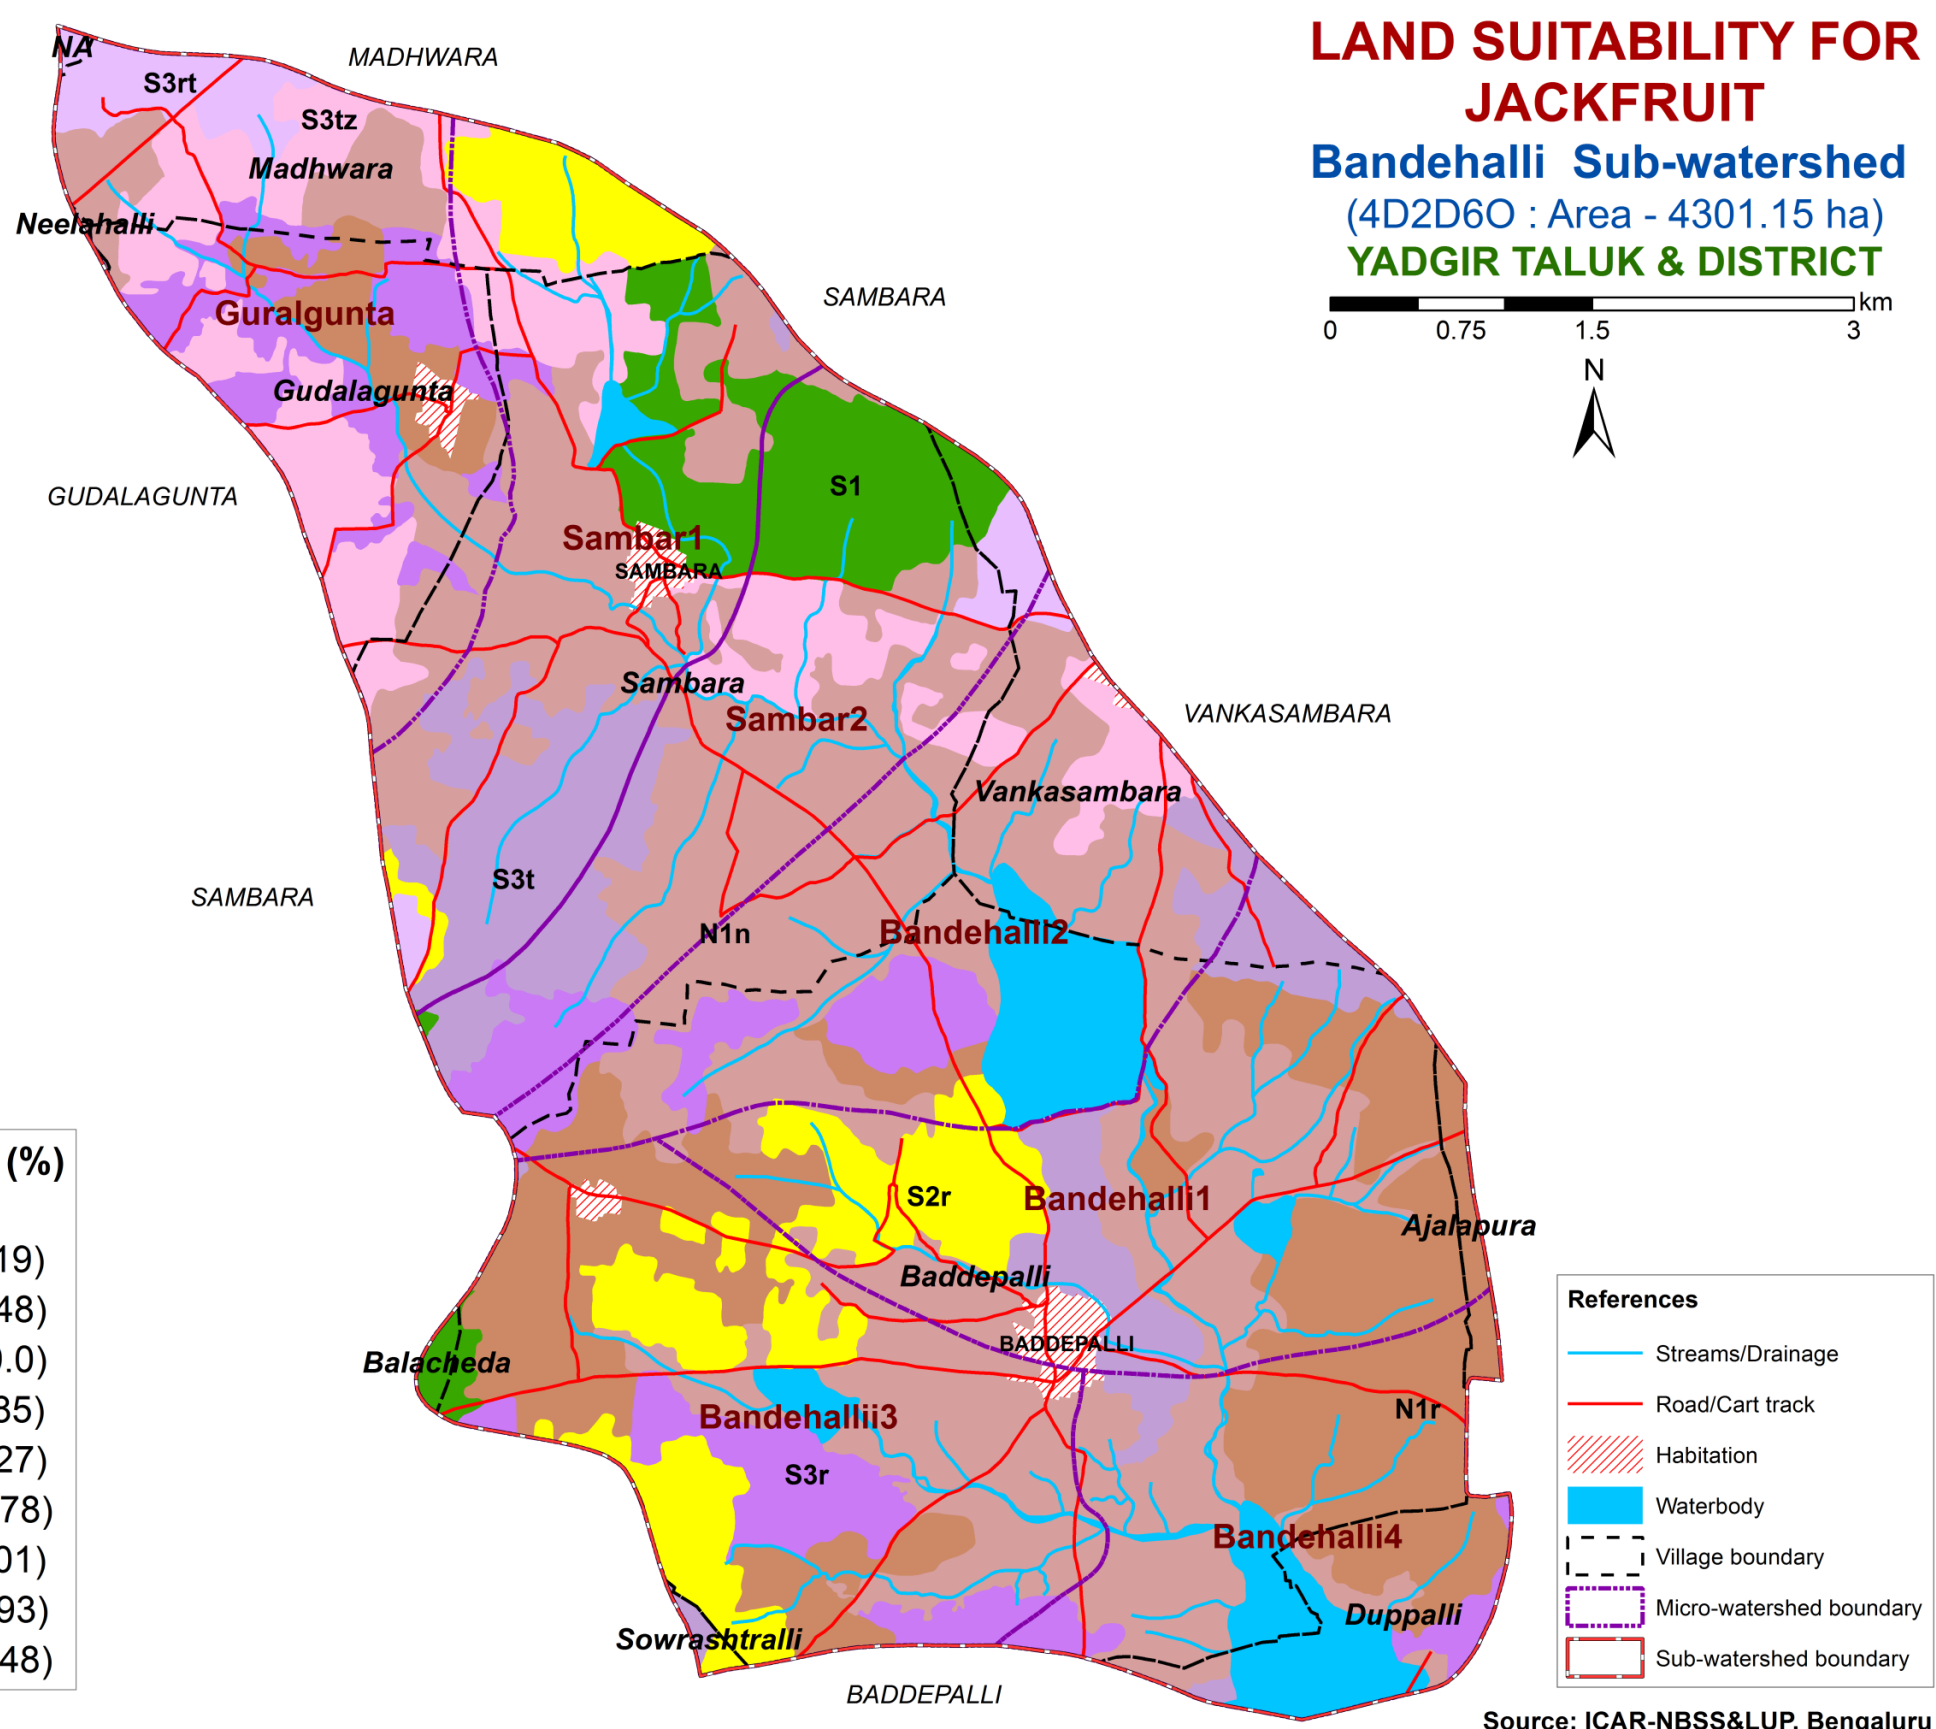 LAND SUITABILITY FOR
JACKFRUIT
Bandehalli Sub-watershed
(4D2D6O : Area - 4301.15 ha)
YADGIR TALUK & DISTRICT
km
0 0.75 1.5 3
N
NA
MADHWARA
S3rt
S3tz
Madhwara
Neelahalli
SAMBARA
Guralgunta
Gudalagunta
GUDALAGUNTA
S1
Sambar1
SAMBARA
Sambara
Sambar2
VANKASAMBARA
Vankasambara
S3t
SAMBARA
N1n
Bandehalli2
S2r
Bandehalli1
Ajalapura
Baddepalli
BADDEPALLI
Balacheda
Bandehallii3
N1r
S3r
Bandehalli4
Duppalli
Sowrashtralli
BADDEPALLI
(%)
19)
48)
0.0)
35)
27)
78)
01)
93)
48)
References
Streams/Drainage
Road/Cart track
Habitation
Waterbody
Village boundary
Micro-watershed boundary
Sub-watershed boundary
Source: ICAR-NBSS&LUP, Bengaluru